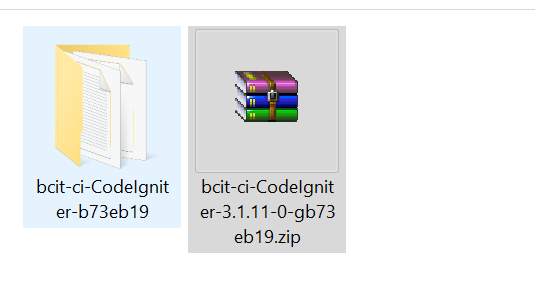 bcit-ci-CodeIgnit
er-b73eb19
bcit-ci-CodeIgnit
er-3.1.11-0-gb73
eb19.zip